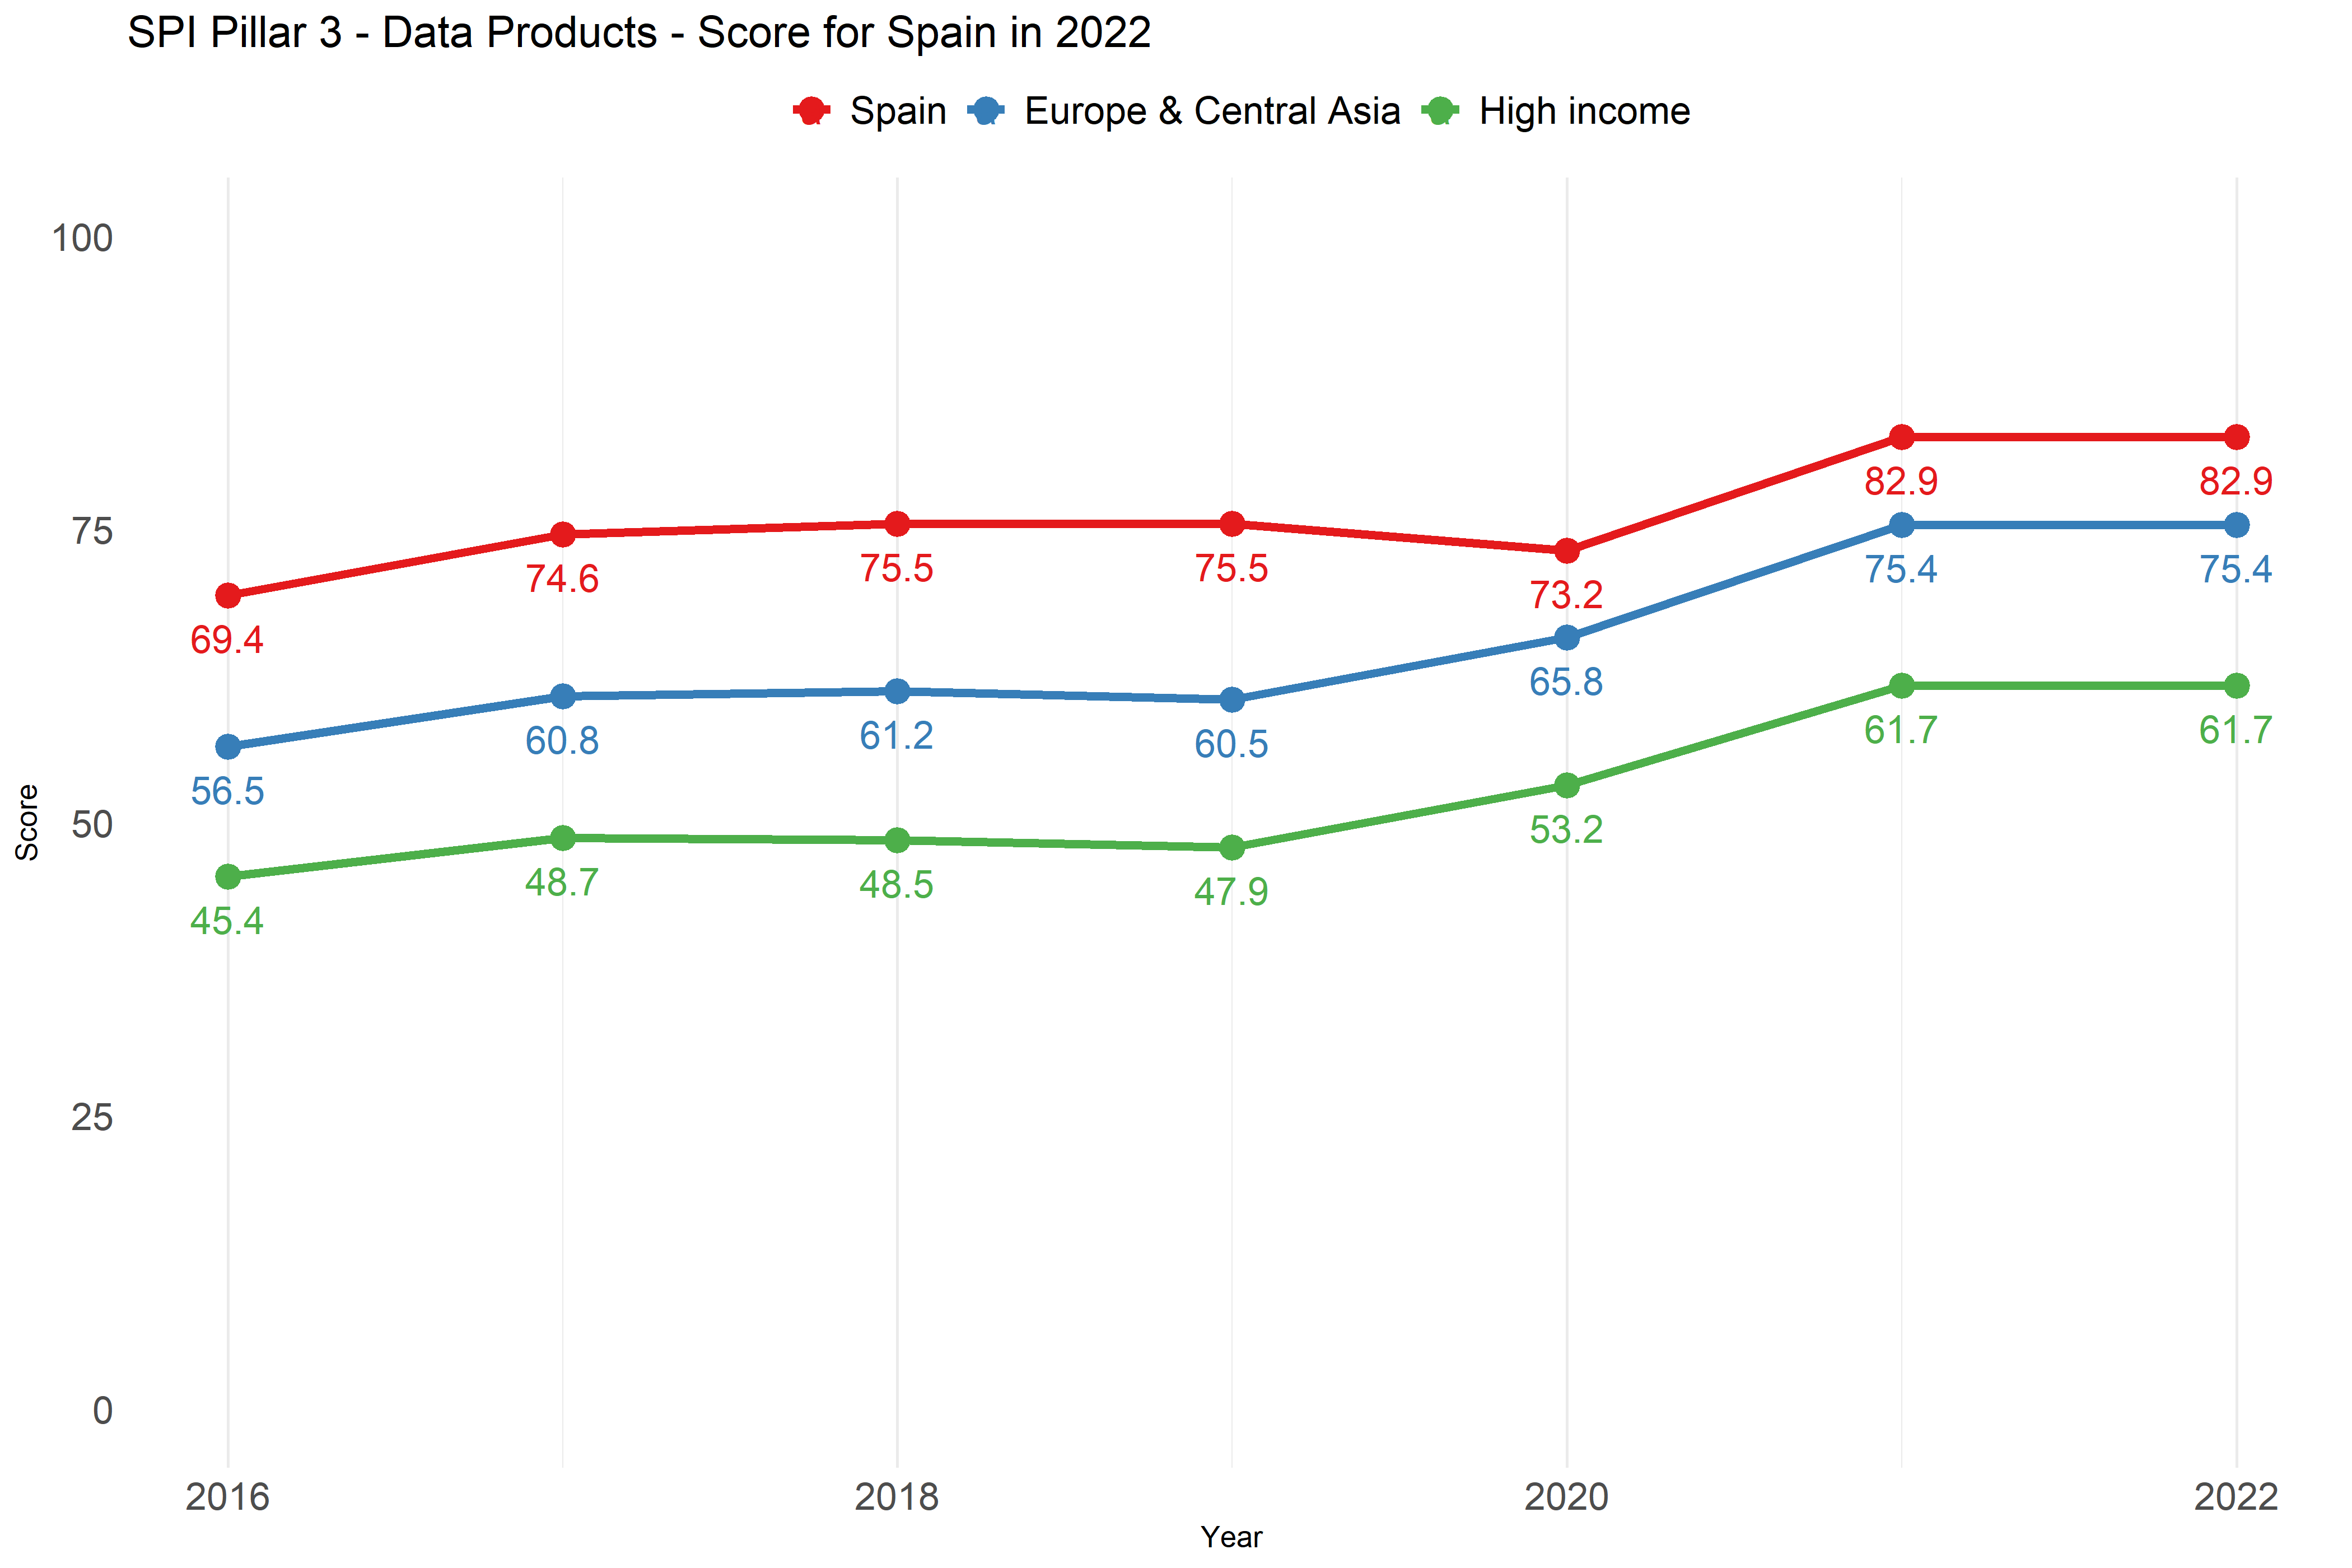 SPI Pillar 3 - Data Products - Score for Spain in 2022
Spain Europe & Central Asia High income
100
75
50
25
0
Score
69.4 74.6 75.5 75.5 73.2 82.9 82.9
56.5 60.8 61.2 60.5 65.8 75.4 75.4
45.4 48.7 48.5 47.9 53.2 61.7 61.7
2016 2018 2020 2022
Year